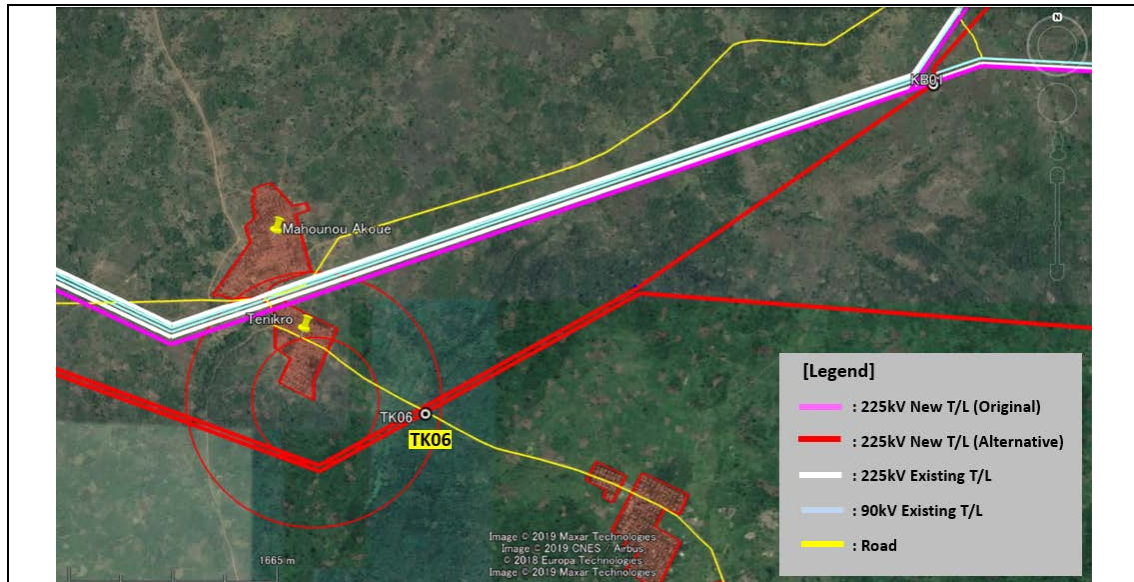 N
KB01
Mahounou Akoue
Tenikro
TK06
TK06
[Legend]
: 225kV New T/L (Original)
: 225kV New T/L (Alternative)
: 225kV Existing T/L
: 90kV Existing T/L
: Road
Image © 2019 Maxar Technologies
Image © 2019 CNES / Airbus
© 2018 Europa Technologies
Image © 2019 Maxar Technologies
1665 m